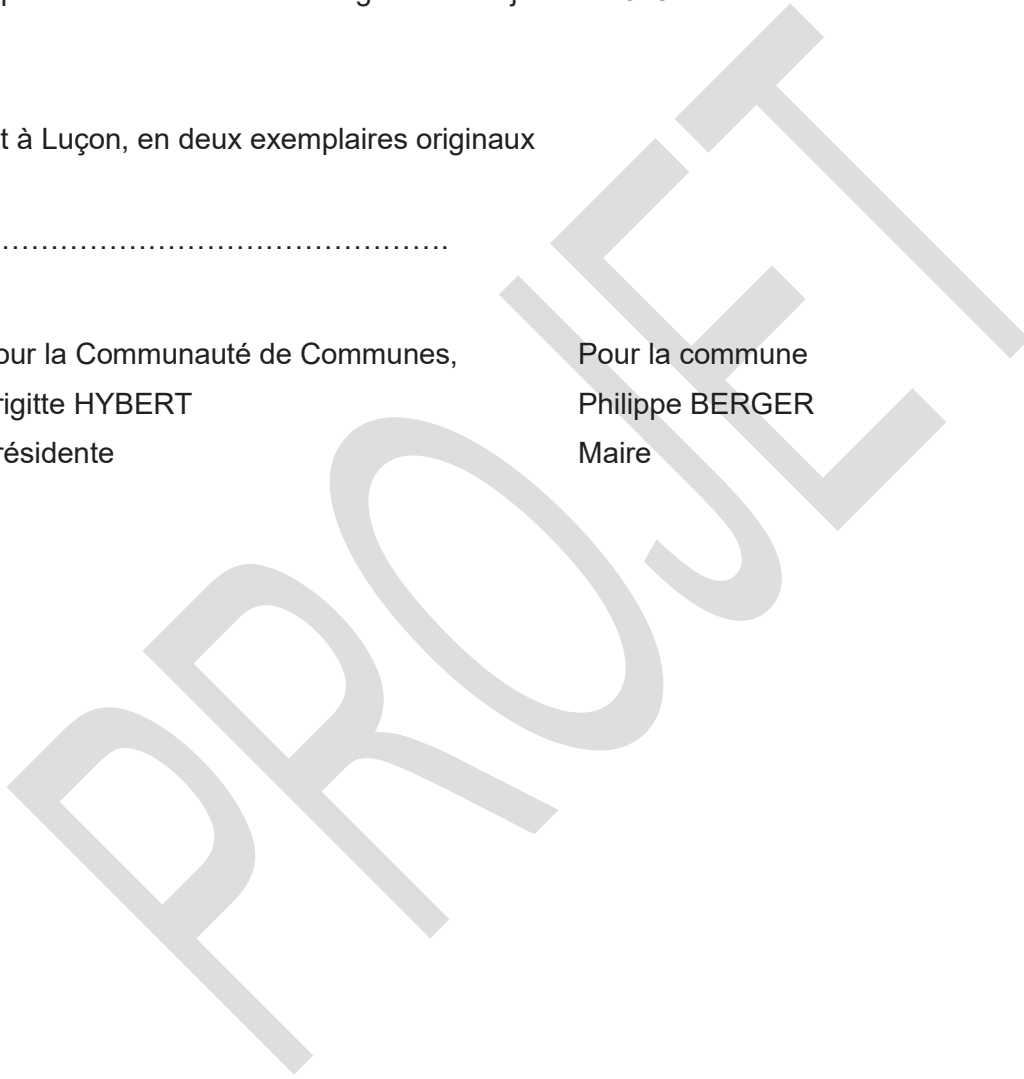 t à Luçon, en deux exemplaires originaux
……………………………………………….
our la Communauté de Communes,
rigitte HYBERT
résidente
Pour la commune
Philippe BERGER
Maire
PROJET